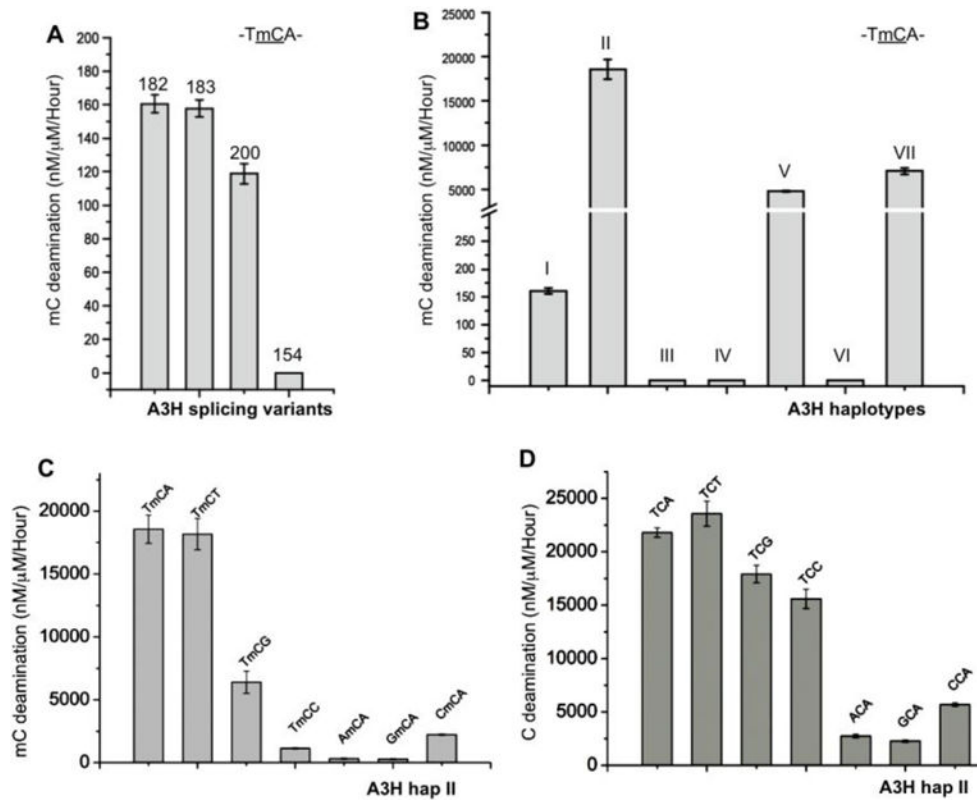 A
-TmCA-
mC deamination (nM/μM/Hour)
200
180
160
140
120
100
80
60
40
20
0
182
183
200
154
A3H splicing variants
B
-TmCA-
mC deamination (nM/μM/Hour)
25000
20000
15000
10000
5000
250
200
150
100
50
0
I
II
III
IV
V
VI
VII
A3H haplotypes
C
mC deamination (nM/μM/Hour)
20000
15000
10000
5000
0
TmCA
TmCT
TmCG
TmCC
AmCA
GmCA
CmCA
A3H hap II
D
C deamination (nM/μM/Hour)
25000
20000
15000
10000
5000
0
TCA
TCT
TCG
TCC
ACA
GCA
CCA
A3H hap II